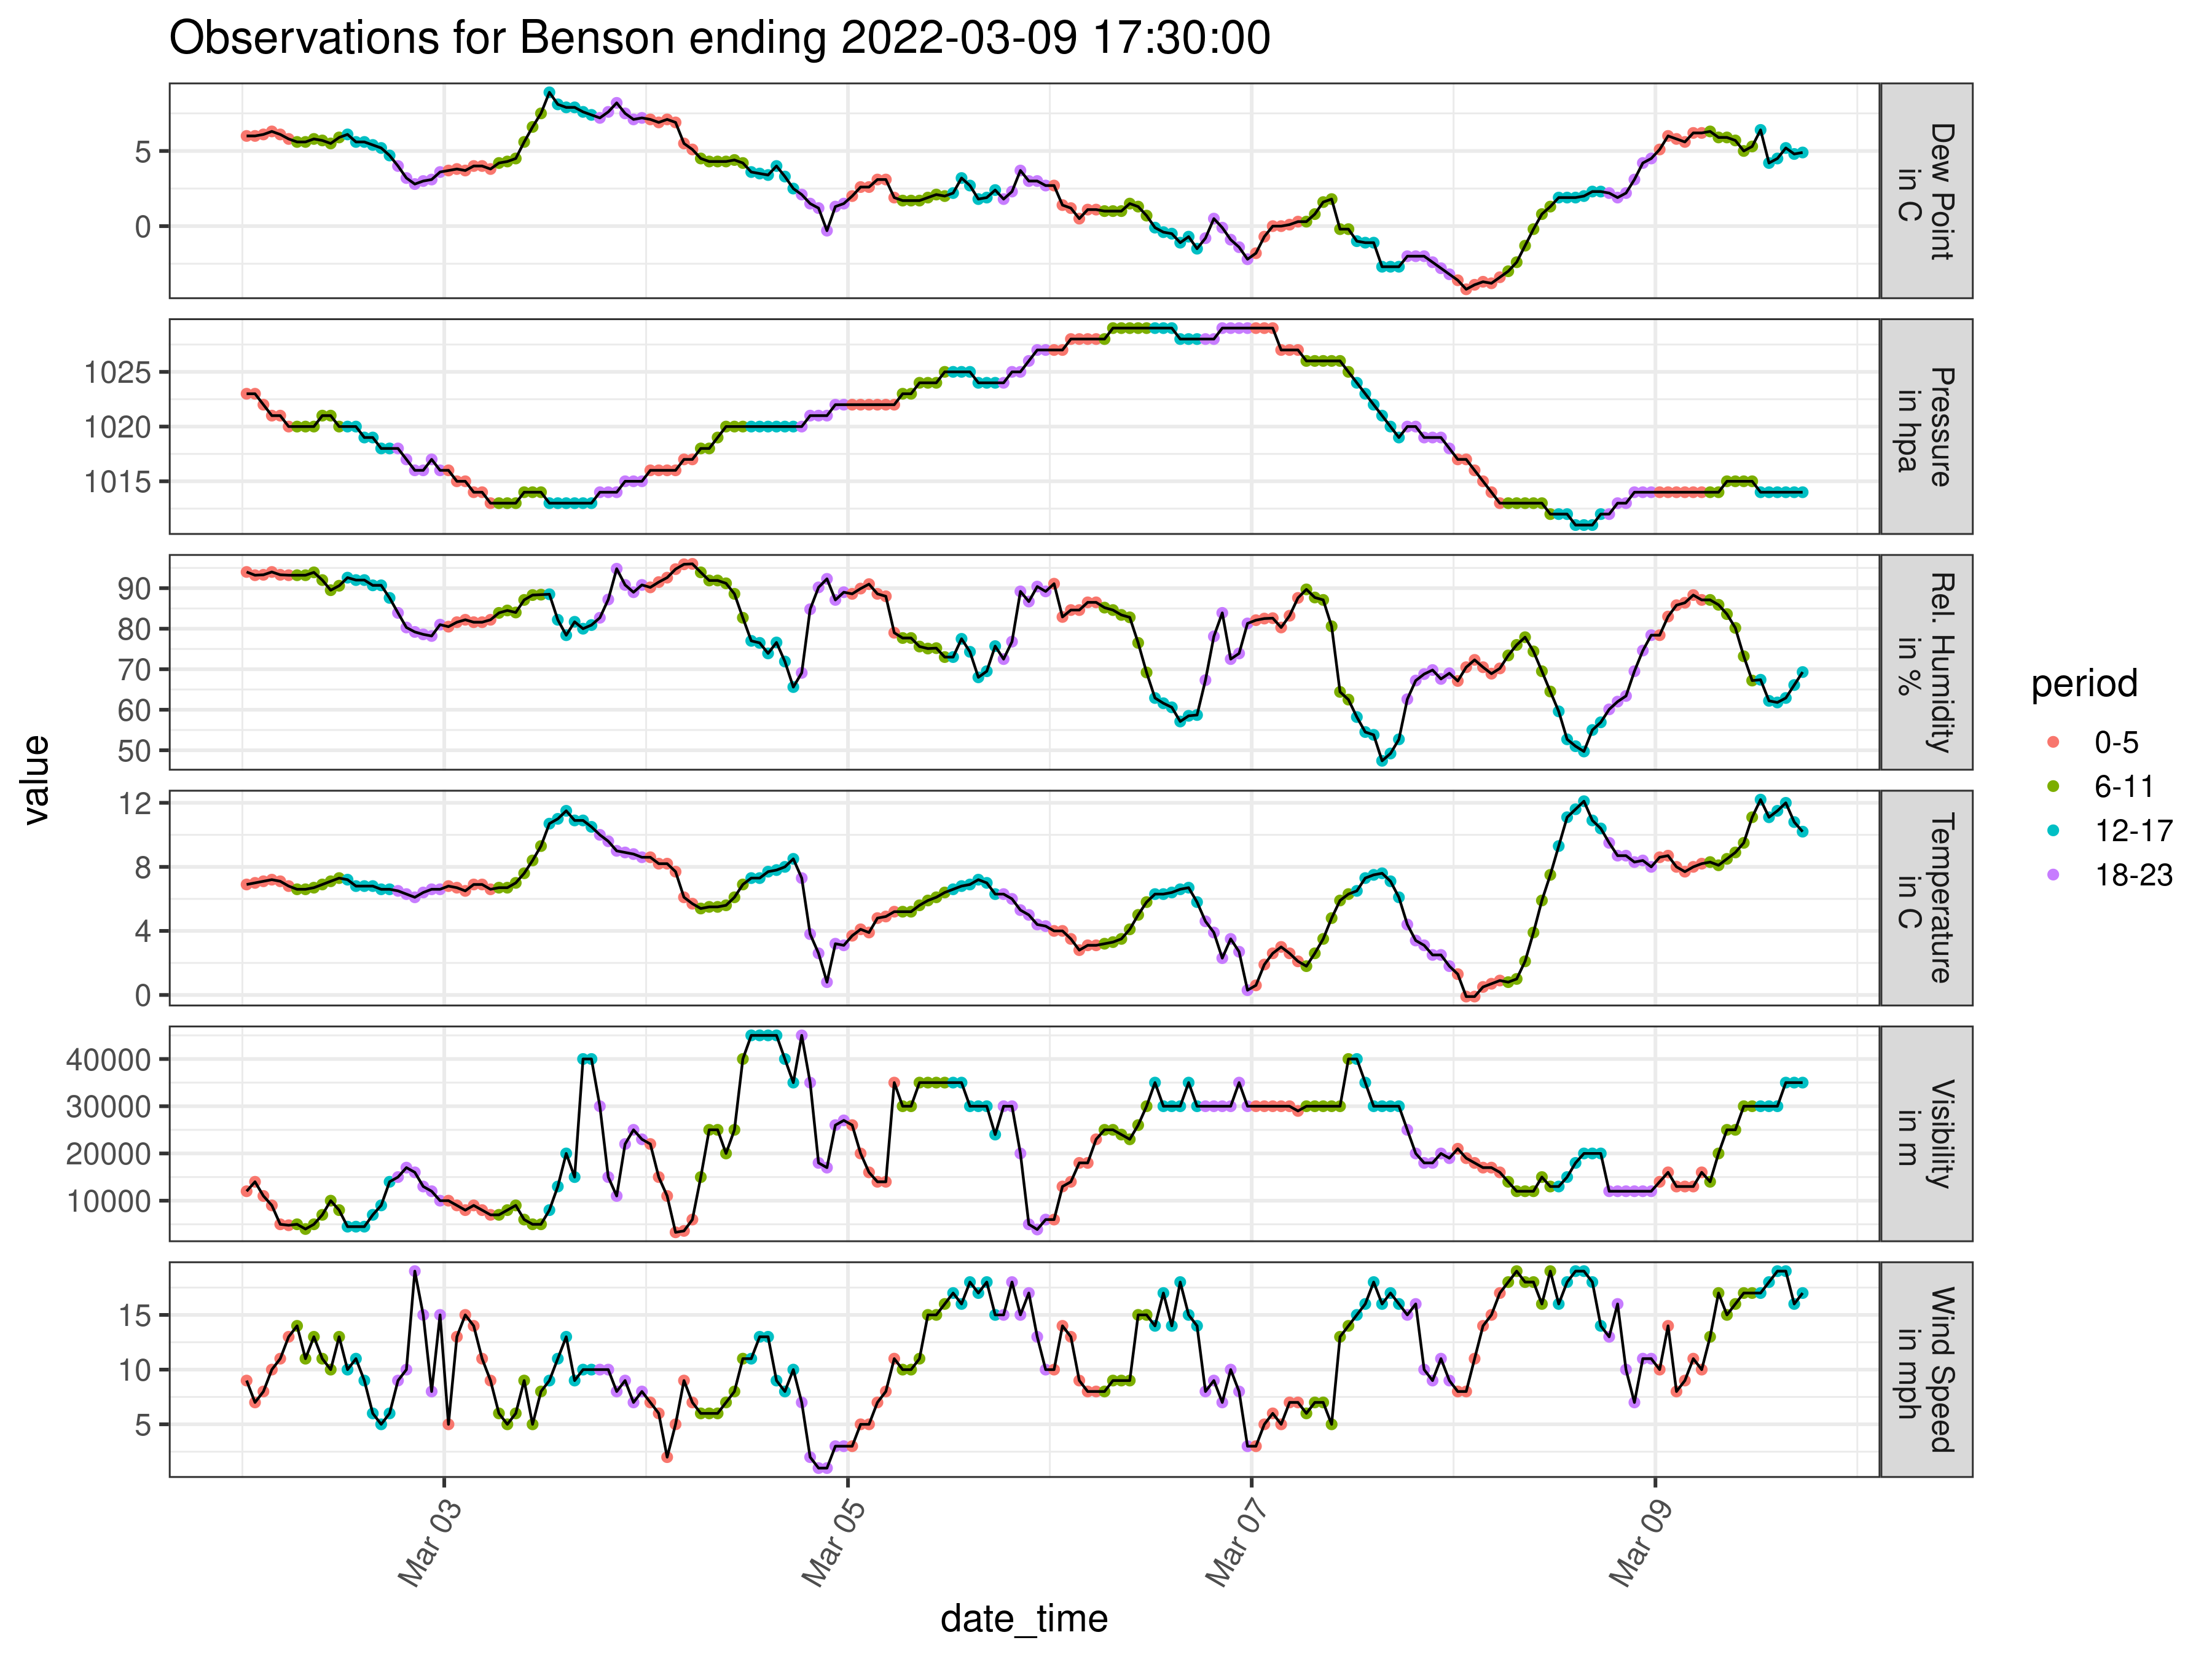 Observations for Benson ending 2022-03-09 17:30:00
value
5
0
Dew Point
in C
1025
1020
1015
Pressure
in hpa
90
80
70
60
50
Rel. Humidity
in %
12
8
4
0
Temperature
in C
40000
30000
20000
10000
Visibility
in m
15
10
5
Wind Speed
in mph
Mar 03
Mar 05
Mar 07
Mar 09
date_time
period
0-5
6-11
12-17
18-23